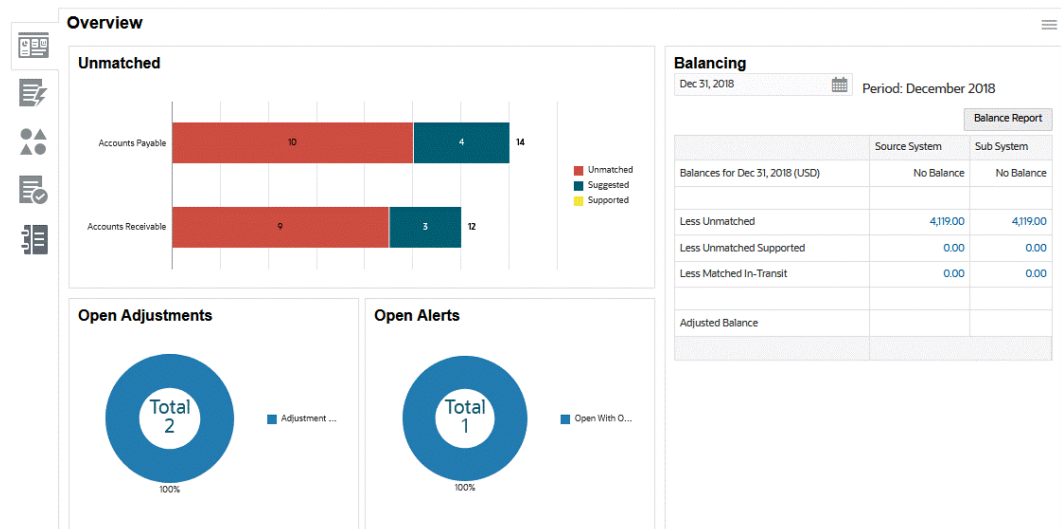 Overview
Unmatched
Accounts Payable
10
4
14
Accounts Receivable
9
3
12
Unmatched
Suggested
Supported
Open Adjustments
Total
2
100%
Adjustment ...
Open Alerts
Total
1
100%
Open With O...
Balancing
Dec 31, 2018
Period: December 2018
Balance Report
Source System Sub System
Balances for Dec 31, 2018 (USD) No Balance No Balance
Less Unmatched 4,119.00 4,119.00
Less Unmatched Supported 0.00 0.00
Less Matched In-Transit 0.00 0.00
Adjusted Balance